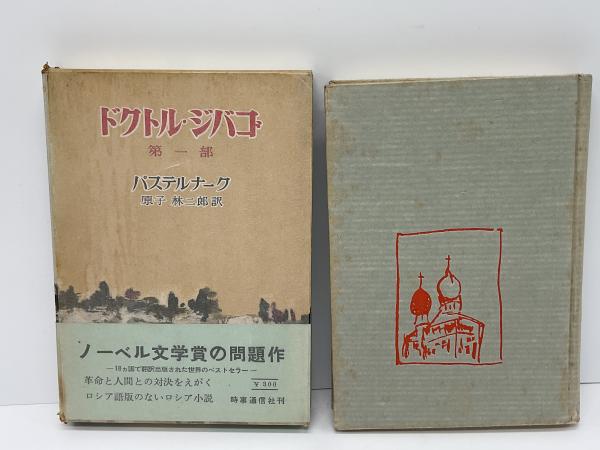 ドクトル・ジバゴ
第一部
パステルナーク
原子林二郎訳
ノーベル文学賞の問題作
―18ヵ国で翻訳出版された世界のベストセラー―
革命と人間との対決をえがく
￥300
ロシア語版のないロシア小説
時事通信社刊